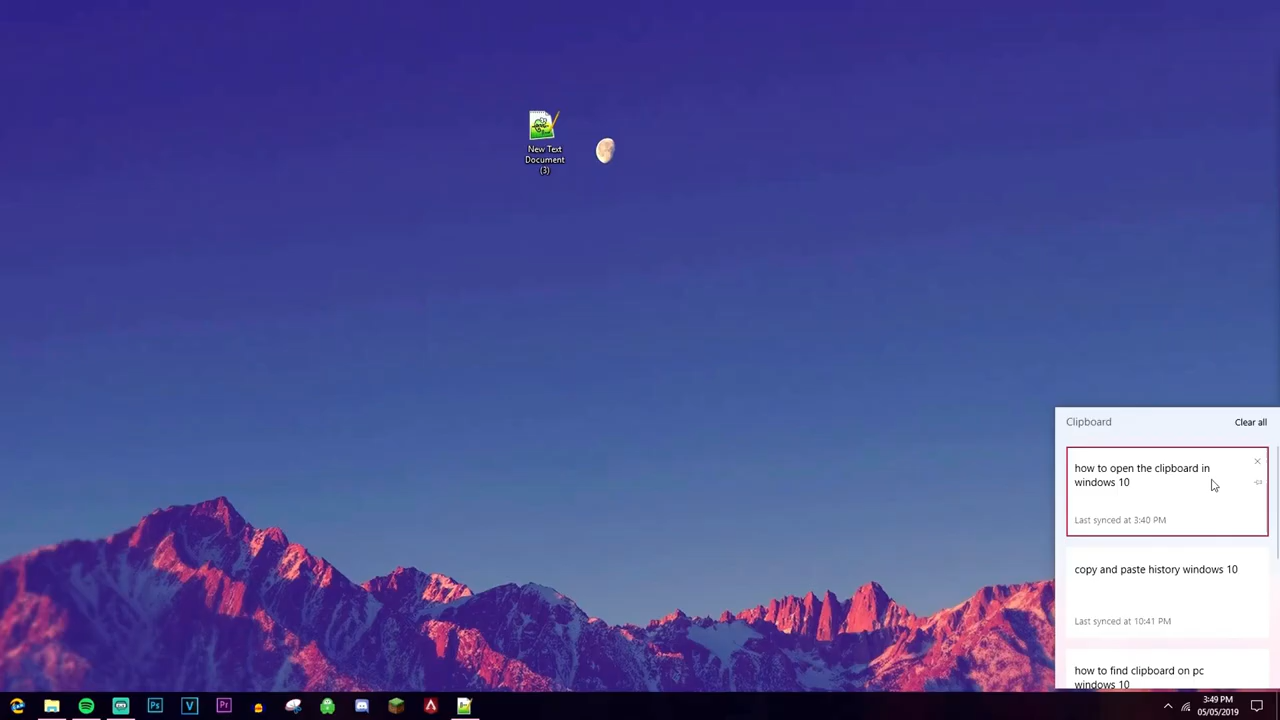 New Text
Document
(3)
Clipboard
Clear all
how to open the clipboard in
windows 10
Last synced at 3:40 PM
copy and paste history windows 10
Last synced at 10:41 PM
how to find clipboard on pc
windows 10
Ps
V
Pr
3:49 PM
05/05/2019